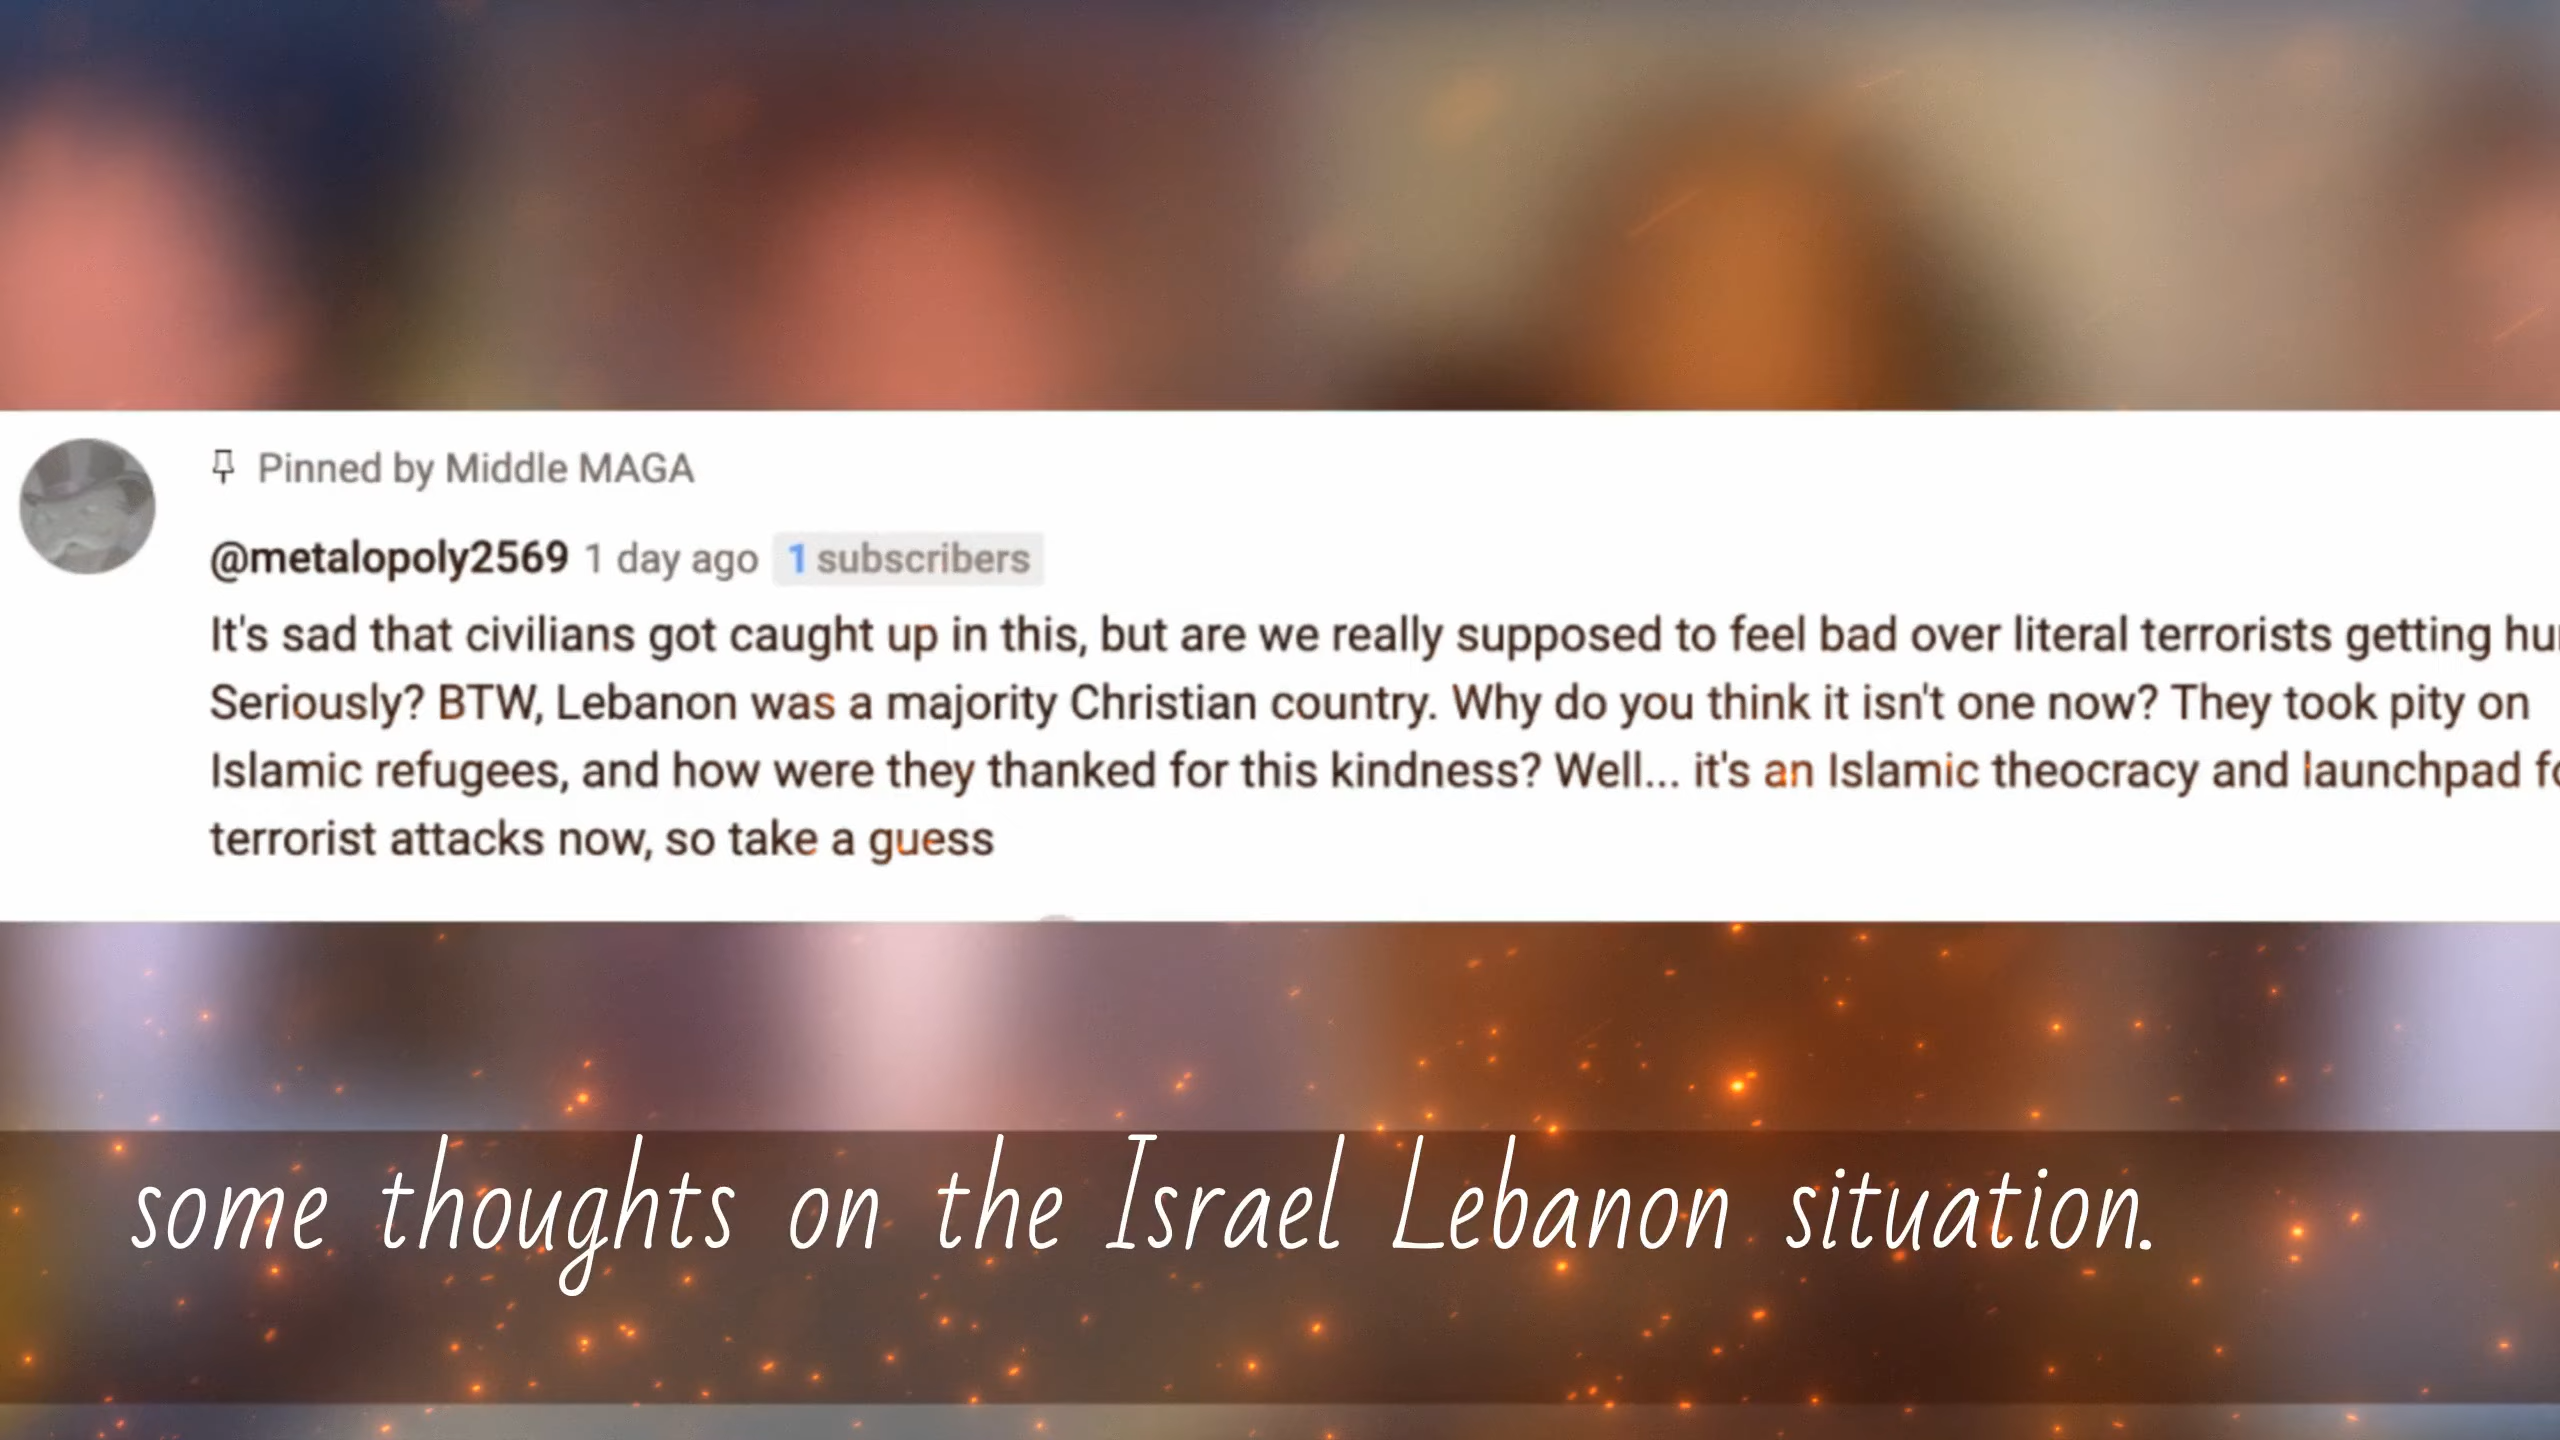 Pinned by Middle MAGA
@metalopoly2569 1 day ago 1 subscribers
It's sad that civilians got caught up in this, but are we really supposed to feel bad over literal terrorists getting
Seriously? BTW, Lebanon was a majority Christian country. Why do you think it isn't one now? They took pity on
Islamic refugees, and how were they thanked for this kindness? Well... it's an Islamic theocracy and launchpad
terrorist attacks now, so take a guess
some thoughts on the Israel Lebanon situation.